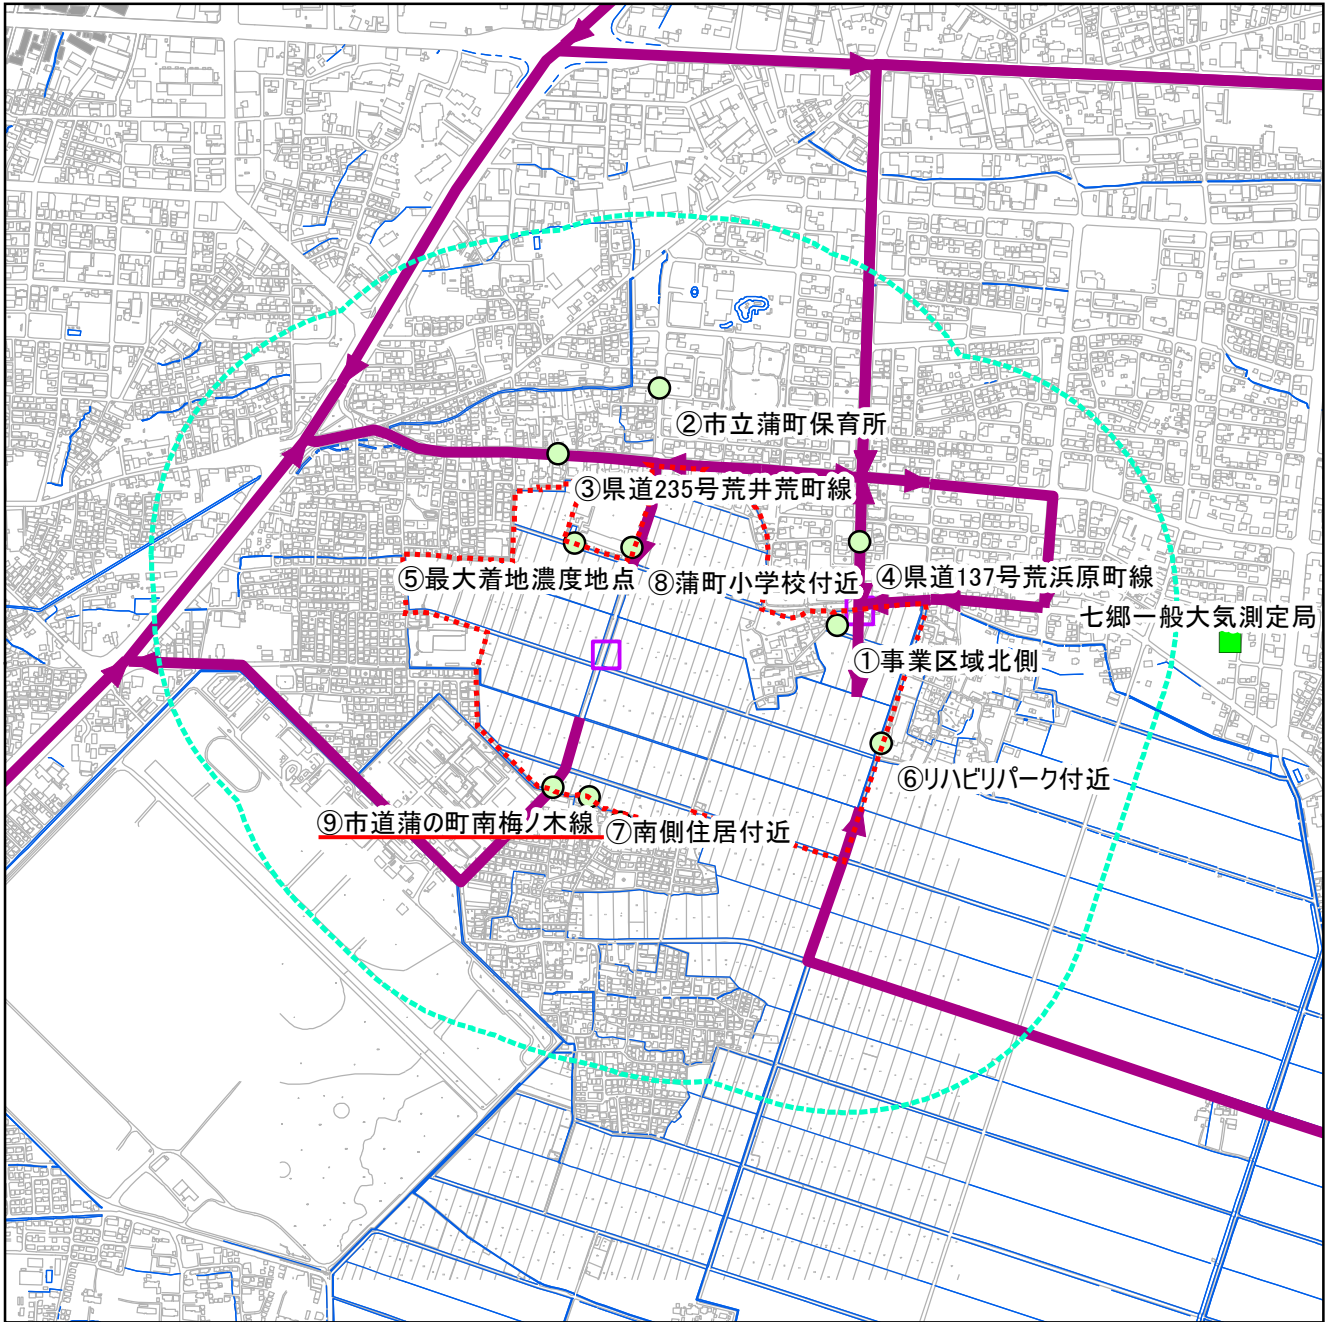 ②市立蒲町保育所
③県道235号荒井荒町線
⑤最大着地濃度地点
⑧蒲町小学校付近
④県道137号荒浜原町線
七郷一般大気測定局
①事業区域北側
⑥リハビリパーク付近
⑨市道蒲の町南梅ノ木線
⑦南側住居付近